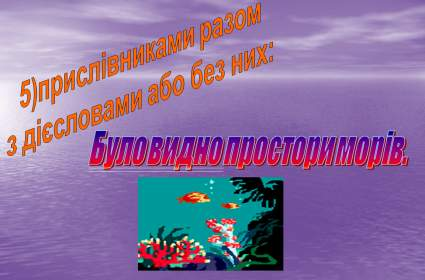 5)прислівниками разом
з дієсловами або без них:
Було видно простори морів.